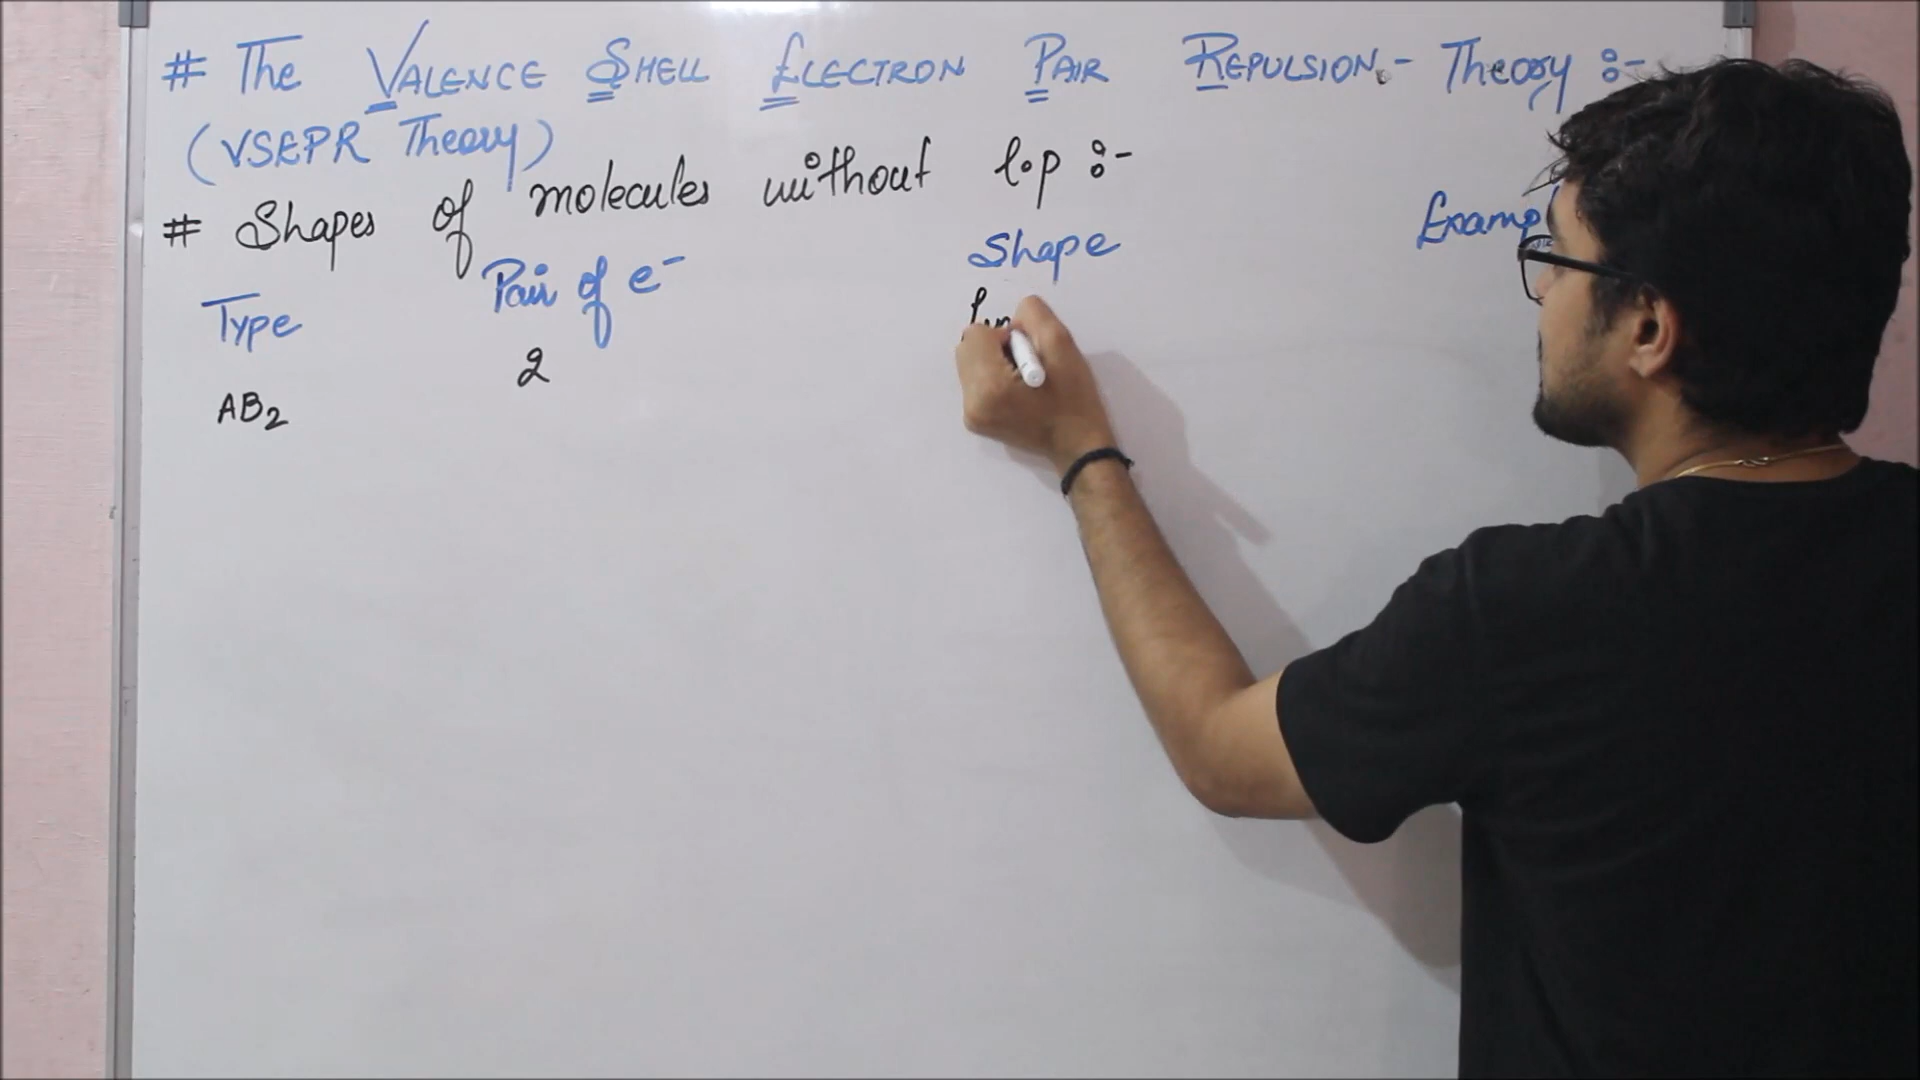 # The VALENCE SHELL ELECTRON PAIR REPULSION - Theory :-
(VSEPR Theory)
# Shapes of molecules without l.p :-
Type Pair of e⁻ Shape
AB₂ 2